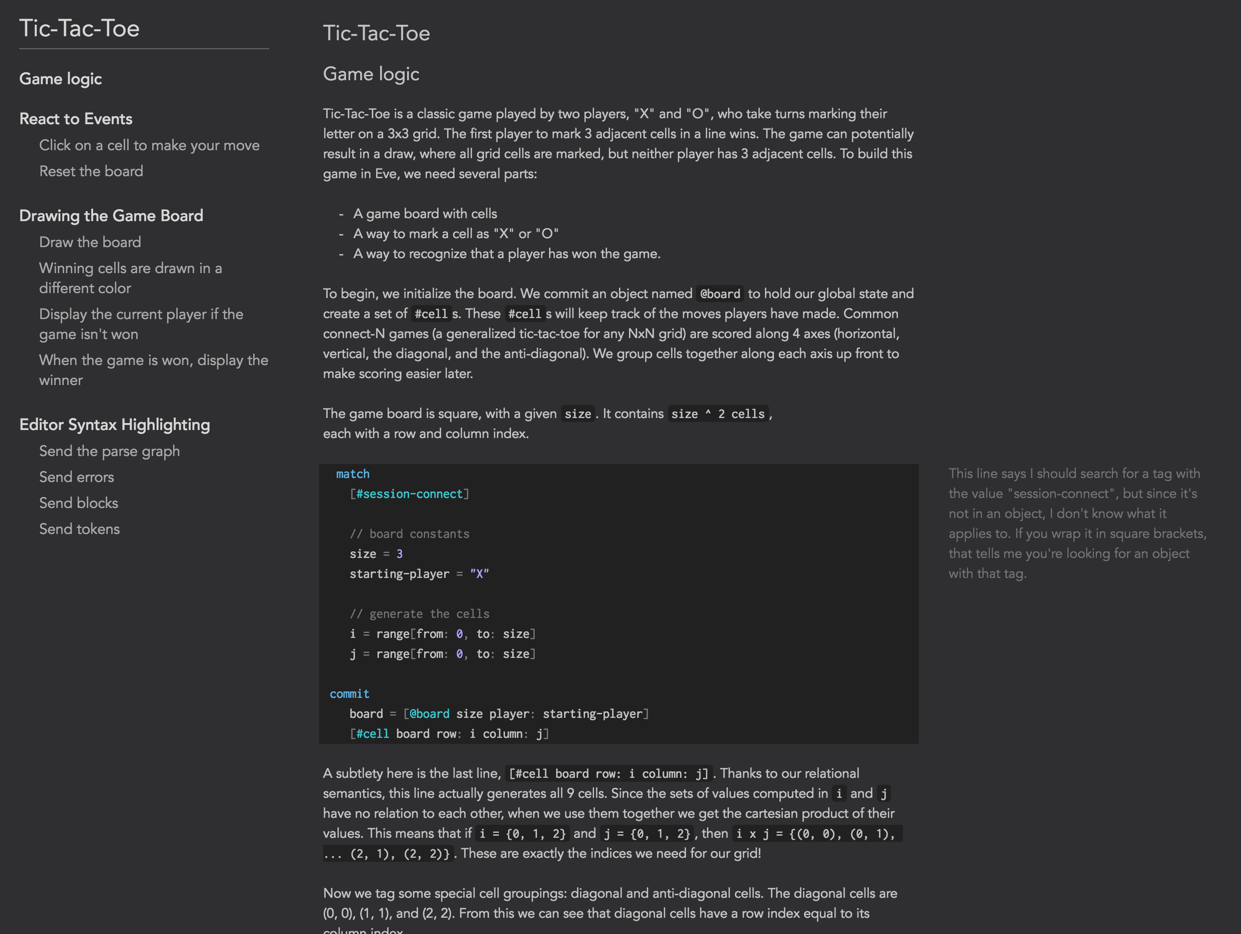 Tic-Tac-Toe
Game logic
React to Events
Click on a cell to make your move
Reset the board
Drawing the Game Board
Draw the board
Winning cells are drawn in a
different color
Display the current player if the
game isn't won
When the game is won, display the
winner
Editor Syntax Highlighting
Send the parse graph
Send errors
Send blocks
Send tokens
Tic-Tac-Toe
Game logic
Tic-Tac-Toe is a classic game played by two players, "X" and "O", who take turns marking their
letter on a 3x3 grid. The first player to mark 3 adjacent cells in a line wins. The game can potentially
result in a draw, where all grid cells are marked, but neither player has 3 adjacent cells. To build this
game in Eve, we need several parts:
- A game board with cells
- A way to mark a cell as "X" or "O"
- A way to recognize that a player has won the game.
To begin, we initialize the board. We commit an object named @board to hold our global state and
create a set of #cell s. These #cell s will keep track of the moves players have made. Common
connect-N games (a generalized tic-tac-toe for any NxN grid) are scored along 4 axes (horizontal,
vertical, the diagonal, and the anti-diagonal). We group cells together along each axis up front to
make scoring easier later.
The game board is square, with a given size . It contains size ^ 2 cells ,
each with a row and column index.
match
[#session-connect]
// board constants
size = 3
starting-player = "X"
// generate the cells
i = range[from: 0, to: size]
j = range[from: 0, to: size]
commit
board = [@board size player: starting-player]
[#cell board row: i column: j]
This line says I should search for a tag with
the value "session-connect", but since it's
not in an object, I don't know what it
applies to. If you wrap it in square brackets,
that tells me you're looking for an object
with that tag.
A subtlety here is the last line, [#cell board row: i column: j] . Thanks to our relational
semantics, this line actually generates all 9 cells. Since the sets of values computed in i and j
have no relation to each other, when we use them together we get the cartesian product of their
values. This means that if i = {0, 1, 2} and j = {0, 1, 2} , then i x j = {(0, 0), (0, 1),
... (2, 1), (2, 2)} . These are exactly the indices we need for our grid!
Now we tag some special cell groupings: diagonal and anti-diagonal cells. The diagonal cells are
(0, 0), (1, 1), and (2, 2). From this we can see that diagonal cells have a row index equal to its
column index